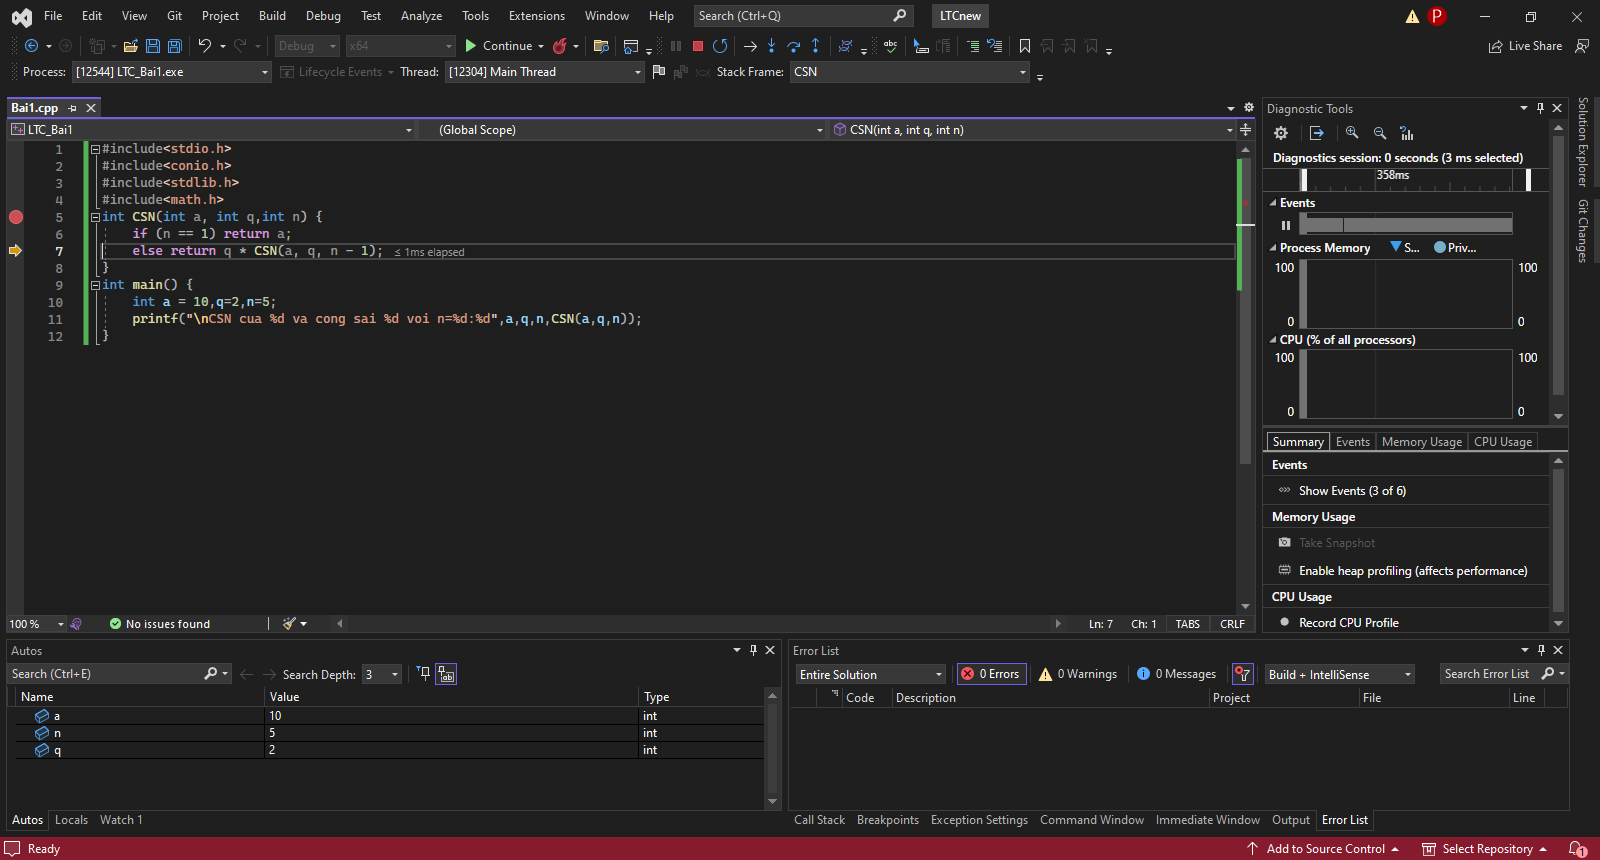 File Edit View Git Project Build Debug Test Analyze Tools Extensions Window Help Search (Ctrl+Q) LTCnew P
Debug x64 Continue Live Share
Process: [12544] LTC_Bai1.exe Lifecycle Events Thread: [12304] Main Thread Stack Frame: CSN
Bai1.cpp
LTC_Bai1 (Global Scope) CSN(int a, int q, int n)
1 #include<stdio.h>
2 #include<conio.h>
3 #include<stdlib.h>
4 #include<math.h>
5 int CSN(int a, int q,int n) {
6 if (n == 1) return a;
7 else return q * CSN(a, q, n - 1); ≤ 1ms elapsed
8 }
9 int main() {
10 int a = 10,q=2,n=5;
11 printf("\nCSN cua %d va cong sai %d voi n=%d:%d",a,q,n,CSN(a,q,n));
12 }
100 % No issues found Ln: 7 Ch: 1 TABS CRLF
Diagnostic Tools
Diagnostics session: 0 seconds (3 ms selected)
358ms
Events
Process Memory S... Priv...
100 100
0 0
CPU (% of all processors)
100 100
0 0
Summary Events Memory Usage CPU Usage
Events
Show Events (3 of 6)
Memory Usage
Take Snapshot
Enable heap profiling (affects performance)
CPU Usage
Record CPU Profile
Solution Explorer
Git Changes
Autos
Search (Ctrl+E) Search Depth: 3
Name Value Type
a 10 int
n 5 int
q 2 int
Autos Locals Watch 1
Error List
Entire Solution 0 Errors 0 Warnings 0 Messages Build + IntelliSense Search Error List
Code Description Project File Line
Call Stack Breakpoints Exception Settings Command Window Immediate Window Output Error List
Ready Add to Source Control Select Repository 1